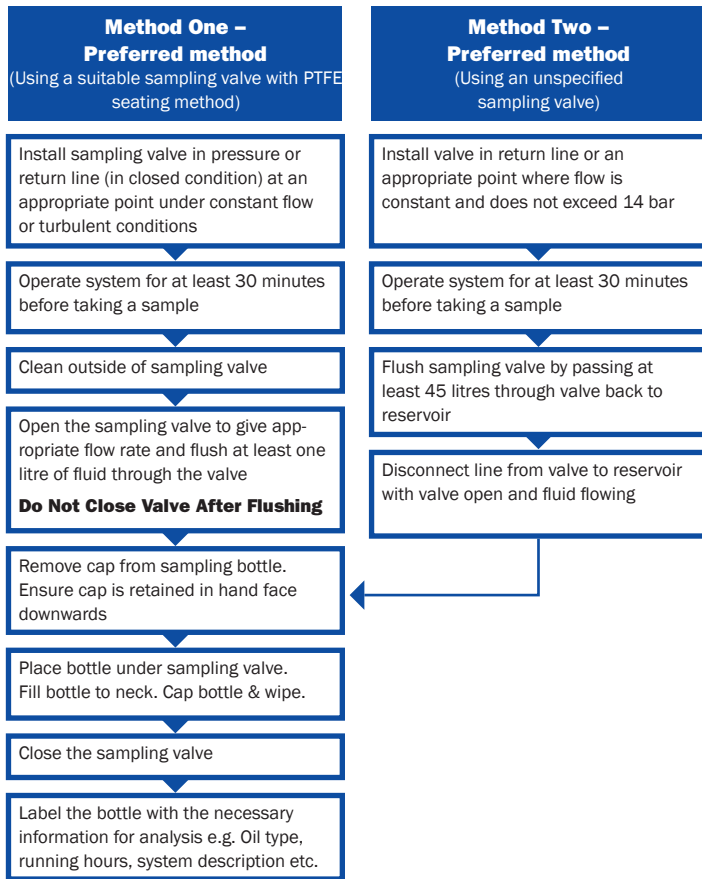 Method One –
Preferred method
(Using a suitable sampling valve with PTFE
seating method)
Install sampling valve in pressure or
return line (in closed condition) at an
appropriate point under constant flow
or turbulent conditions
Operate system for at least 30 minutes
before taking a sample
Clean outside of sampling valve
Open the sampling valve to give app-
ropriate flow rate and flush at least one
litre of fluid through the valve
Do Not Close Valve After Flushing
Remove cap from sampling bottle.
Ensure cap is retained in hand face
downwards
Place bottle under sampling valve.
Fill bottle to neck. Cap bottle & wipe.
Close the sampling valve
Label the bottle with the necessary
information for analysis e.g. Oil type,
running hours, system description etc.
Method Two –
Preferred method
(Using an unspecified
sampling valve)
Install valve in return line or an
appropriate point where flow is
constant and does not exceed 14 bar
Operate system for at least 30 minutes
before taking a sample
Flush sampling valve by passing at
least 45 litres through valve back to
reservoir
Disconnect line from valve to reservoir
with valve open and fluid flowing